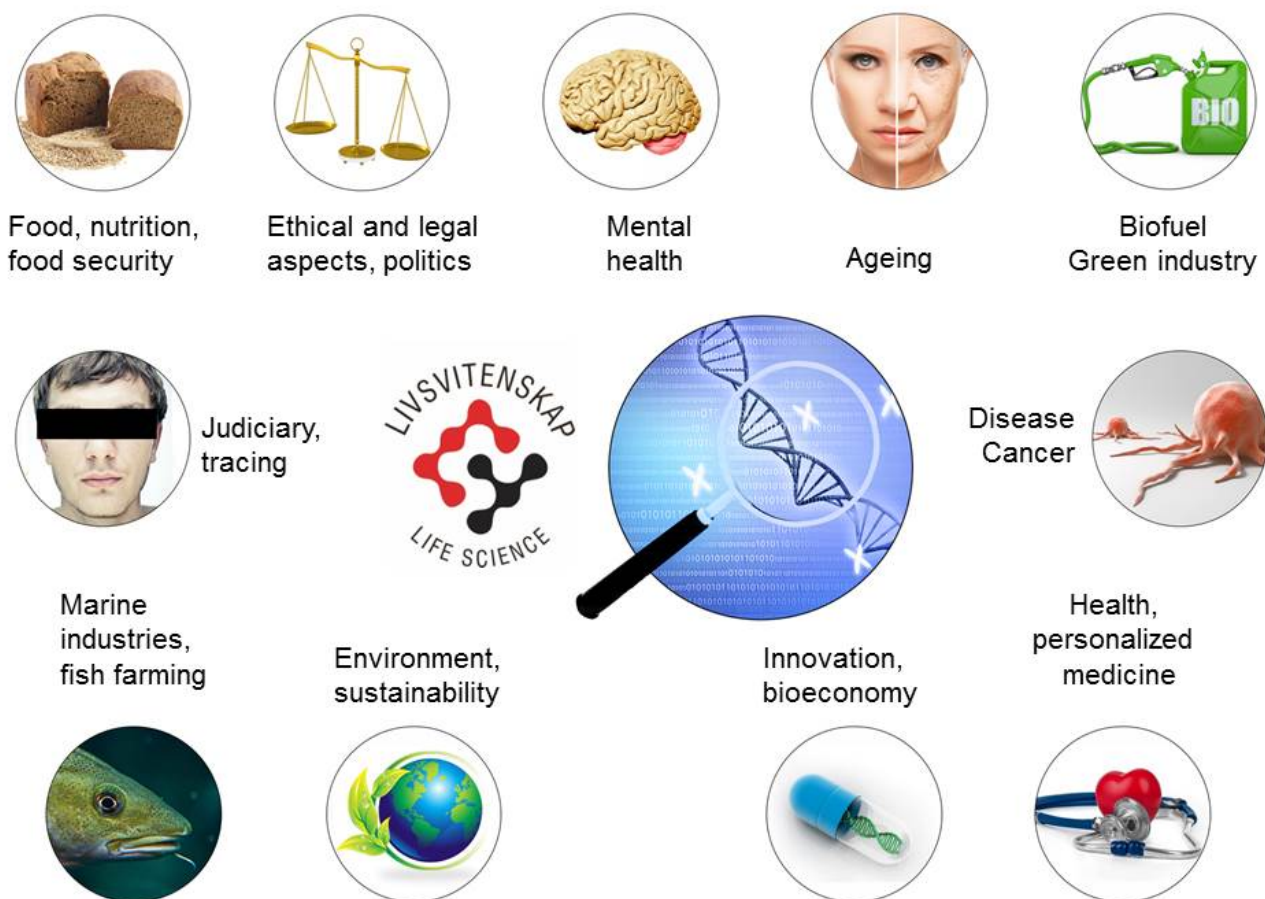 BIO
Food, nutrition,
food security
Ethical and legal
aspects, politics
Mental
health
Ageing
Biofuel
Green industry
Judiciary,
tracing
LIVSVITENSKAP
LIFE SCIENCE
Disease
Cancer
Marine
industries,
fish farming
Environment,
sustainability
Innovation,
bioeconomy
Health,
personalized
medicine